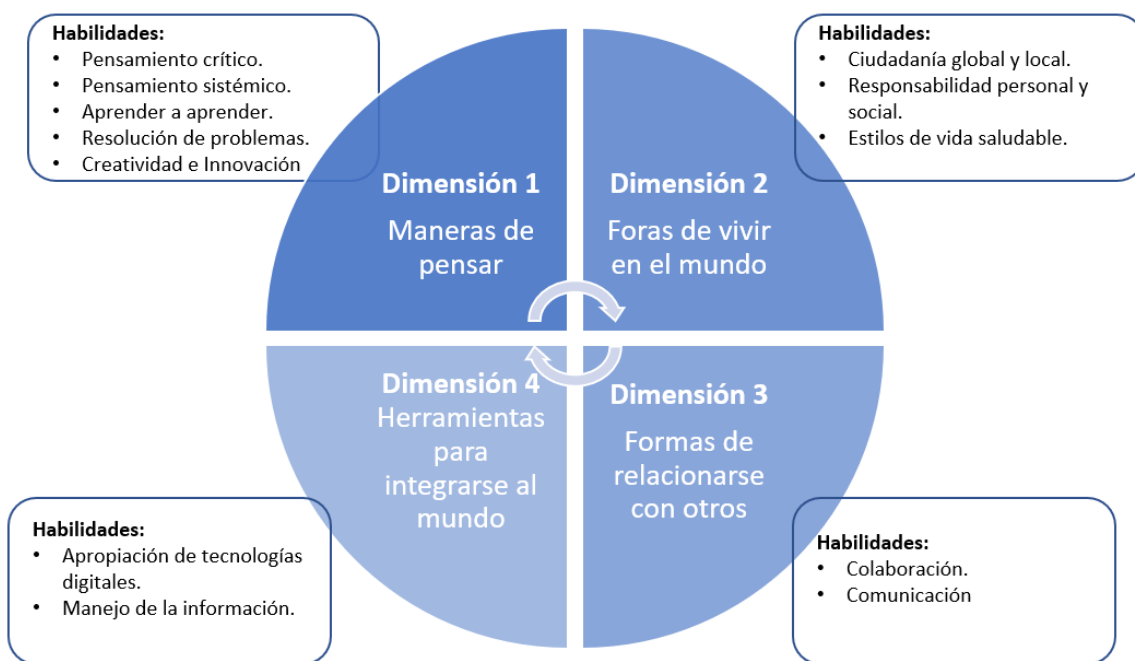 Habilidades:
• Pensamiento crítico.
• Pensamiento sistémico.
• Aprender a aprender.
• Resolución de problemas.
• Creatividad e Innovación
Habilidades:
• Ciudadanía global y local.
• Responsabilidad personal y
social.
• Estilos de vida saludable.
Dimensión 1
Maneras de
pensar
Dimensión 2
Foras de vivir
en el mundo
Dimensión 4
Herramientas
para
integrarse al
mundo
Dimensión 3
Formas de
relacionarse
con otros
Habilidades:
• Apropiación de tecnologías
digitales.
• Manejo de la información.
Habilidades:
• Colaboración.
• Comunicación